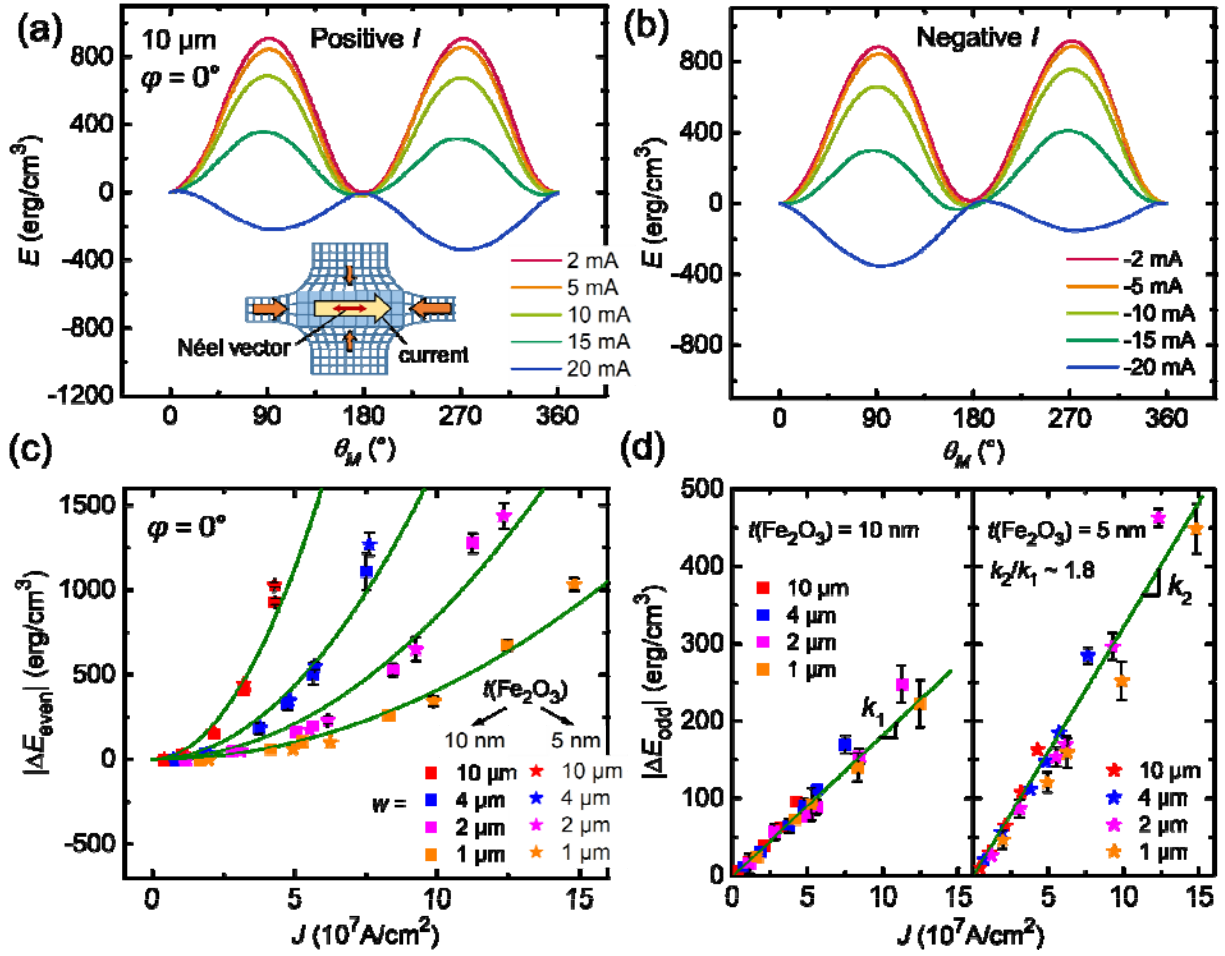 (a)
10 µm
φ = 0°
Positive I
E (erg/cm³)
800
400
0
-400
-800
-1200
Néel vector
current
2 mA
5 mA
10 mA
15 mA
20 mA
0 90 180 270 360
θM (°)
(b)
Negative I
E (erg/cm³)
800
400
0
-400
-800
-2 mA
-5 mA
-10 mA
-15 mA
-20 mA
0 90 180 270 360
θM (°)
(c)
φ = 0°
|ΔEeven| (erg/cm³)
1500
1000
500
0
-500
t(Fe₂O₃)
10 nm 5 nm
w =
10 µm 10 µm
4 µm 4 µm
2 µm 2 µm
1 µm 1 µm
0 5 10 15
J (10⁷A/cm²)
(d)
|ΔEodd| (erg/cm³)
500
400
300
200
100
0
t(Fe₂O₃) = 10 nm
10 µm
4 µm
2 µm
1 µm
k₁
t(Fe₂O₃) = 5 nm
k₂/k₁ ~ 1.8
k₂
10 µm
4 µm
2 µm
1 µm
0 5 10 5 10 15
J (10⁷A/cm²)